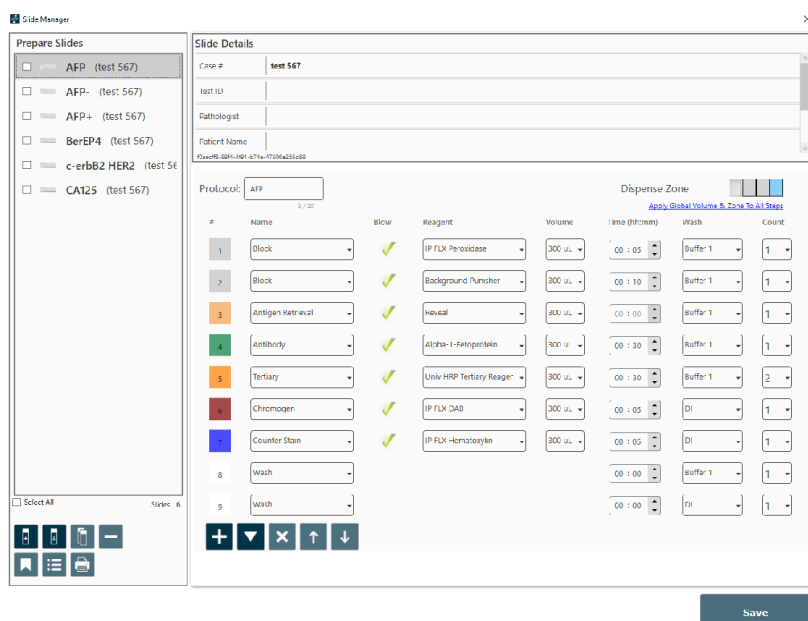 Slide Manager
Prepare Slides
AFP (test 567)
AFP- (test 567)
AFP+ (test 567)
BerEP4 (test 567)
c-erbB2 HER2 (test 56
CA125 (test 567)
Select All Slides 6
Slide Details
Case # test 567
Test ID
Pathologist
Patient Name
Protocol: AFP
3 / 20
Dispense Zone
Apply Global Volume & Zone To All Steps
# Name Blow Reagent Volume Time (hh:mm) Wash Count
1 Block IP FLX Peroxidase 300 uL 00 : 05 Buffer 1 1
2 Block Background Punisher 300 uL 00 : 10 Buffer 1 1
3 Antigen Retrieval Reveal 300 uL 00 : 00 Buffer 1 1
4 Antibody Alpha-1-Fetoprotein 300 uL 00 : 30 Buffer 1 1
5 Tertiary Univ HRP Tertiary Reager 300 uL 00 : 30 Buffer 1 2
6 Chromogen IP FLX DAB 300 uL 00 : 05 DI 1
7 Counter Stain IP FLX Hematoxylin 300 uL 00 : 05 DI 1
8 Wash 00 : 00 Buffer 1 1
9 Wash 00 : 00 DI 1
Save